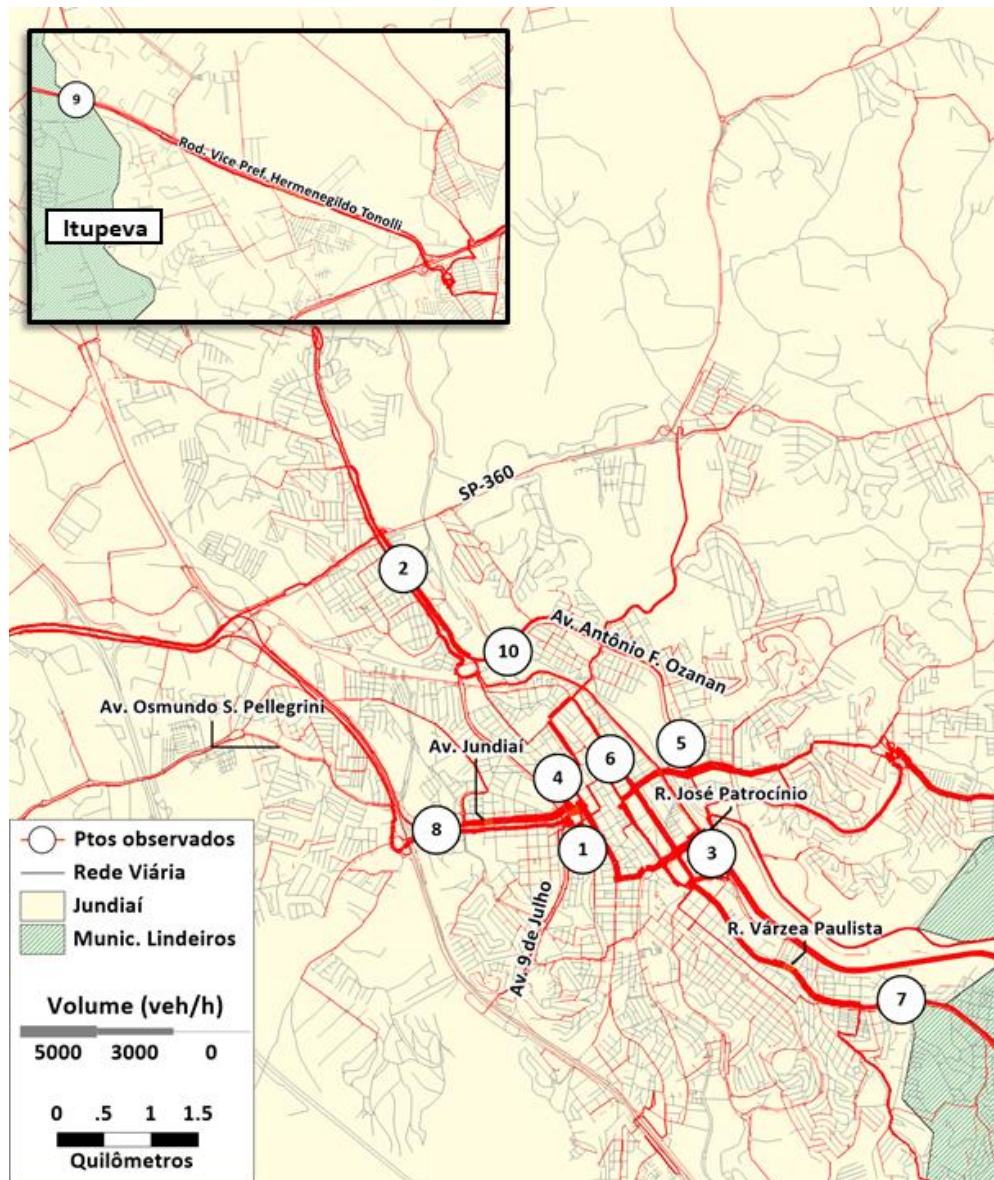 9
Rod. Vice Pref. Hermenegildo Tonolli
Itupeva
SP-360
2
10
Av. Antônio F. Ozanan
Av. Osmundo S. Pellegrini
Av. Jundiaí
4
6
5
R. José Patrocínio
8
1
3
Av. 9 de Julho
R. Várzea Paulista
7
Ptos observados
Rede Viária
Jundiaí
Munic. Lindeiros
Volume (veh/h)
5000 3000 0
0 .5 1 1.5
Quilômetros